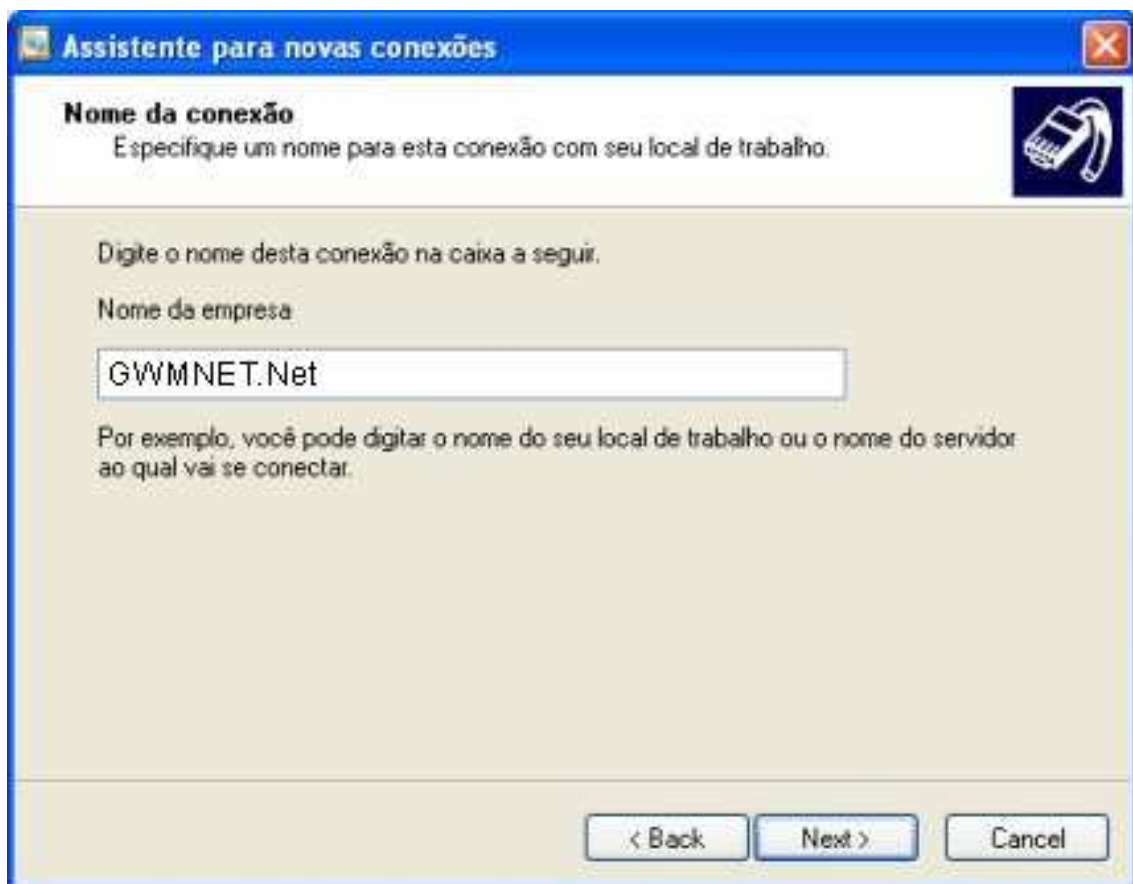 Assistente para novas conexões
Nome da conexão
Especifique um nome para esta conexão com seu local de trabalho.
Digite o nome desta conexão na caixa a seguir.
Nome da empresa
GWMNET.Net
Por exemplo, você pode digitar o nome do seu local de trabalho ou o nome do servidor
ao qual vai se conectar.
< Back Next > Cancel